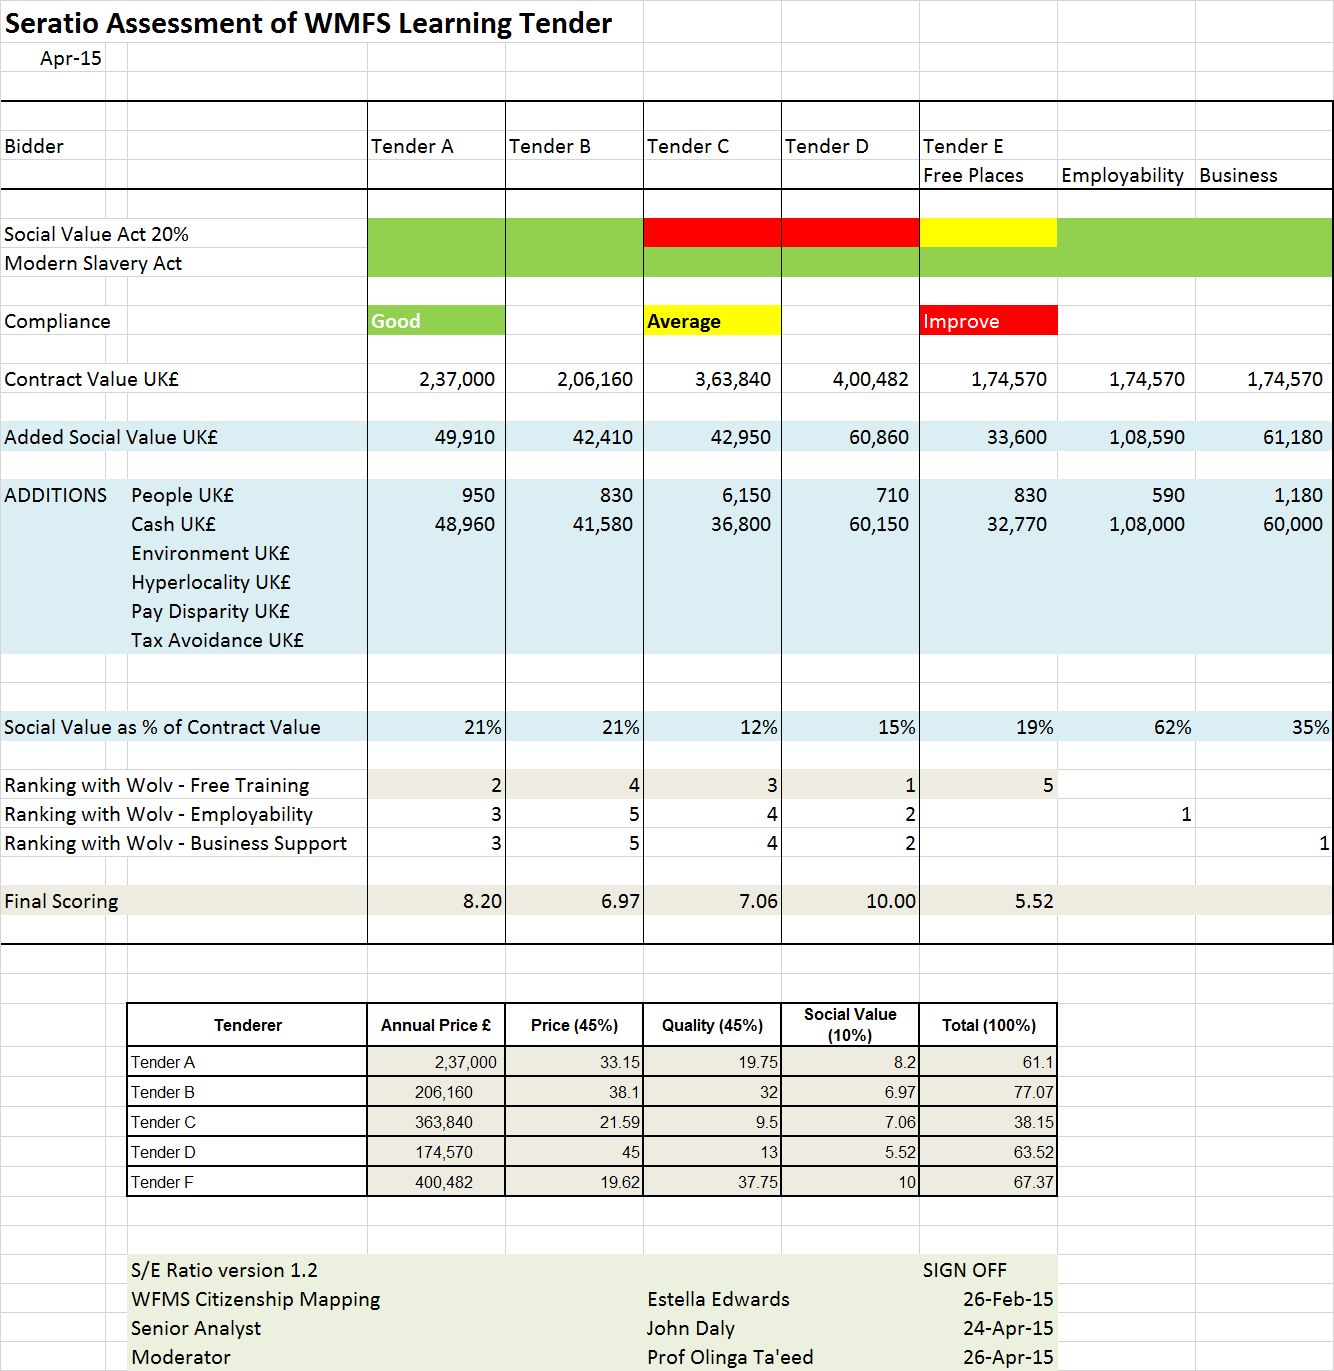 Seratio Assessment of WMFS Learning Tender
Apr-15
Bidder Tender A Tender B Tender C Tender D Tender E
Free Places Employability Business
Social Value Act 20%
Modern Slavery Act
Compliance Good Average Improve
Contract Value UK£ 2,37,000 2,06,160 3,63,840 4,00,482 1,74,570 1,74,570 1,74,570
Added Social Value UK£ 49,910 42,410 42,950 60,860 33,600 1,08,590 61,180
ADDITIONS People UK£ 950 830 6,150 710 830 590 1,180
Cash UK£ 48,960 41,580 36,800 60,150 32,770 1,08,000 60,000
Environment UK£
Hyperlocality UK£
Pay Disparity UK£
Tax Avoidance UK£
Social Value as % of Contract Value 21% 21% 12% 15% 19% 62% 35%
Ranking with Wolv - Free Training 2 4 3 1 5
Ranking with Wolv - Employability 3 5 4 2 1
Ranking with Wolv - Business Support 3 5 4 2 1
Final Scoring 8.20 6.97 7.06 10.00 5.52
Tenderer Annual Price £ Price (45%) Quality (45%) Social Value (10%) Total (100%)
Tender A 2,37,000 33.15 19.75 8.2 61.1
Tender B 206,160 38.1 32 6.97 77.07
Tender C 363,840 21.59 9.5 7.06 38.15
Tender D 174,570 45 13 5.52 63.52
Tender F 400,482 19.62 37.75 10 67.37
S/E Ratio version 1.2 SIGN OFF
WFMS Citizenship Mapping Estella Edwards 26-Feb-15
Senior Analyst John Daly 24-Apr-15
Moderator Prof Olinga Ta'eed 26-Apr-15